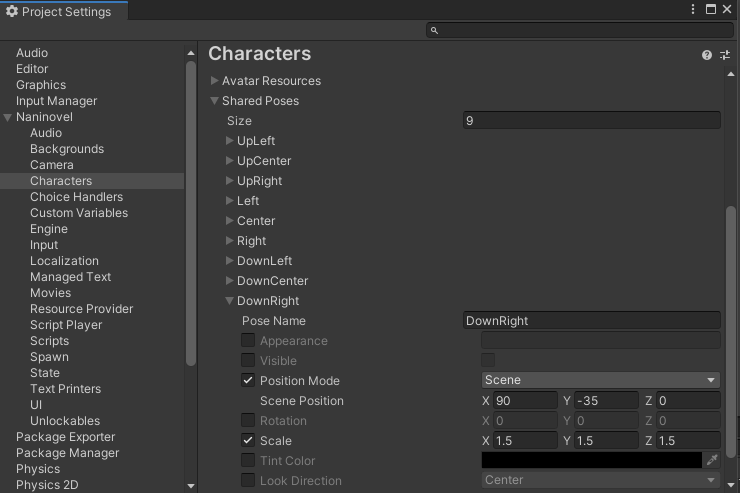 Project Settings
Audio
Editor
Graphics
Input Manager
Naninovel
Audio
Backgrounds
Camera
Characters
Choice Handlers
Custom Variables
Engine
Input
Localization
Managed Text
Movies
Resource Provider
Script Player
Scripts
Spawn
State
Text Printers
UI
Unlockables
Package Exporter
Package Manager
Physics
Physics 2D
Characters
Avatar Resources
Shared Poses
Size 9
UpLeft
UpCenter
UpRight
Left
Center
Right
DownLeft
DownCenter
DownRight
Pose Name DownRight
Appearance
Visible
Position Mode Scene
Scene Position X 90 Y -35 Z 0
Rotation X 0 Y 0 Z 0
Scale X 1.5 Y 1.5 Z 1.5
Tint Color
Look Direction Center